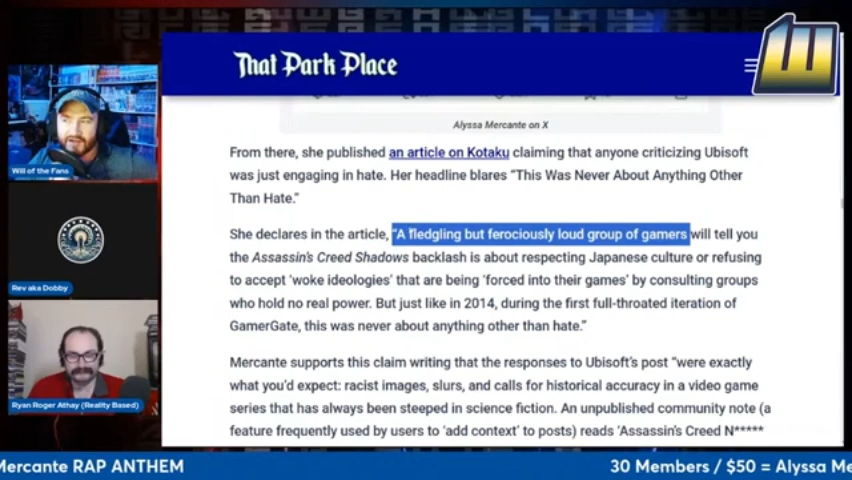 That Park Place
Alyssa Mercante on X
From there, she published an article on Kotaku claiming that anyone criticizing Ubisoft
was just engaging in hate. Her headline blares “This Was Never About Anything Other
Than Hate.”
She declares in the article, “A fledgling but ferociously loud group of gamers will tell you
the Assassin’s Creed Shadows backlash is about respecting Japanese culture or refusing
to accept ‘woke ideologies’ that are being ‘forced into their games’ by consulting groups
who hold no real power. But just like in 2014, during the first full-throated iteration of
GamerGate, this was never about anything other than hate.”
Mercante supports this claim writing that the responses to Ubisoft’s post “were exactly
what you’d expect: racist images, slurs, and calls for historical accuracy in a video game
series that has always been steeped in science fiction. An unpublished community note (a
feature frequently used by users to ‘add context’ to posts) reads ‘Assassin’s Creed N*****
Will of the Fans
Rev aka Dobby
Ryan Roger Athay (Reality Based)
Mercante RAP ANTHEM
30 Members / $50 = Alyssa Me